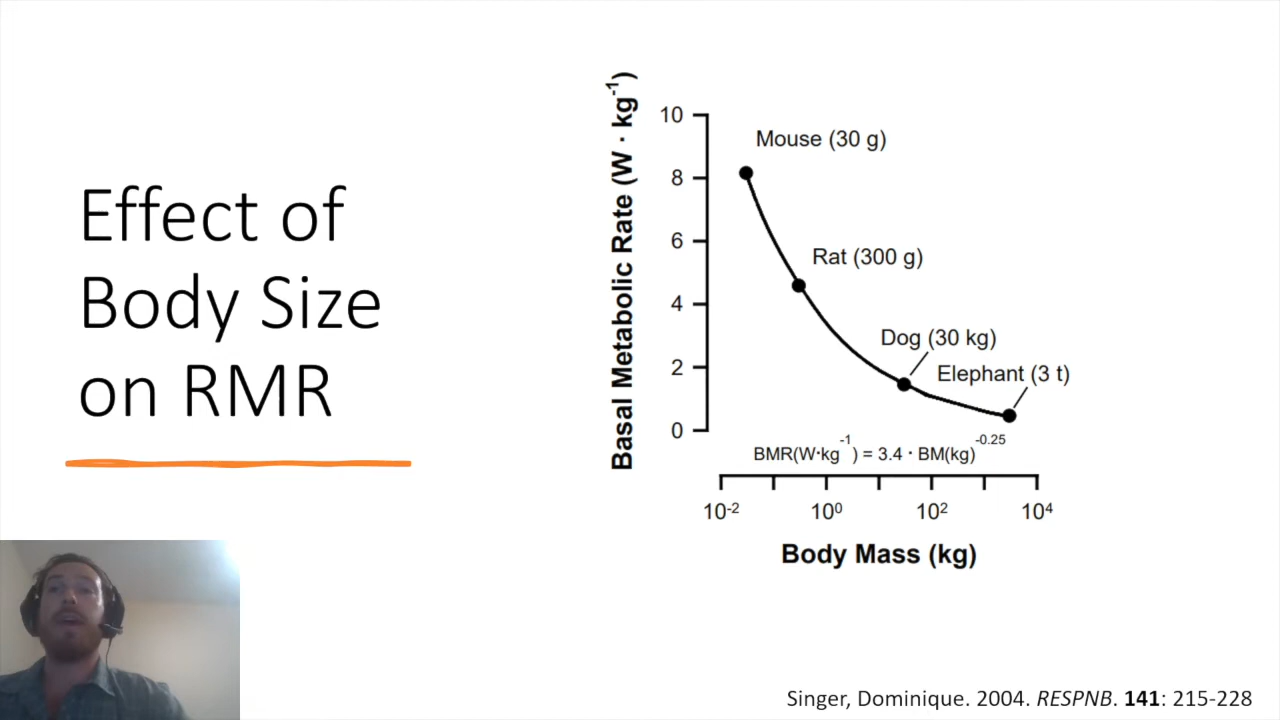 Effect of
Body Size
on RMR
Basal Metabolic Rate (W · kg⁻¹)
10
8
6
4
2
0
Mouse (30 g)
Rat (300 g)
Dog (30 kg)
Elephant (3 t)
BMR(W·kg⁻¹) = 3.4 · BM(kg)⁻⁰·²⁵
10⁻² 10⁰ 10² 10⁴
Body Mass (kg)
Singer, Dominique. 2004. RESPNB. 141: 215-228